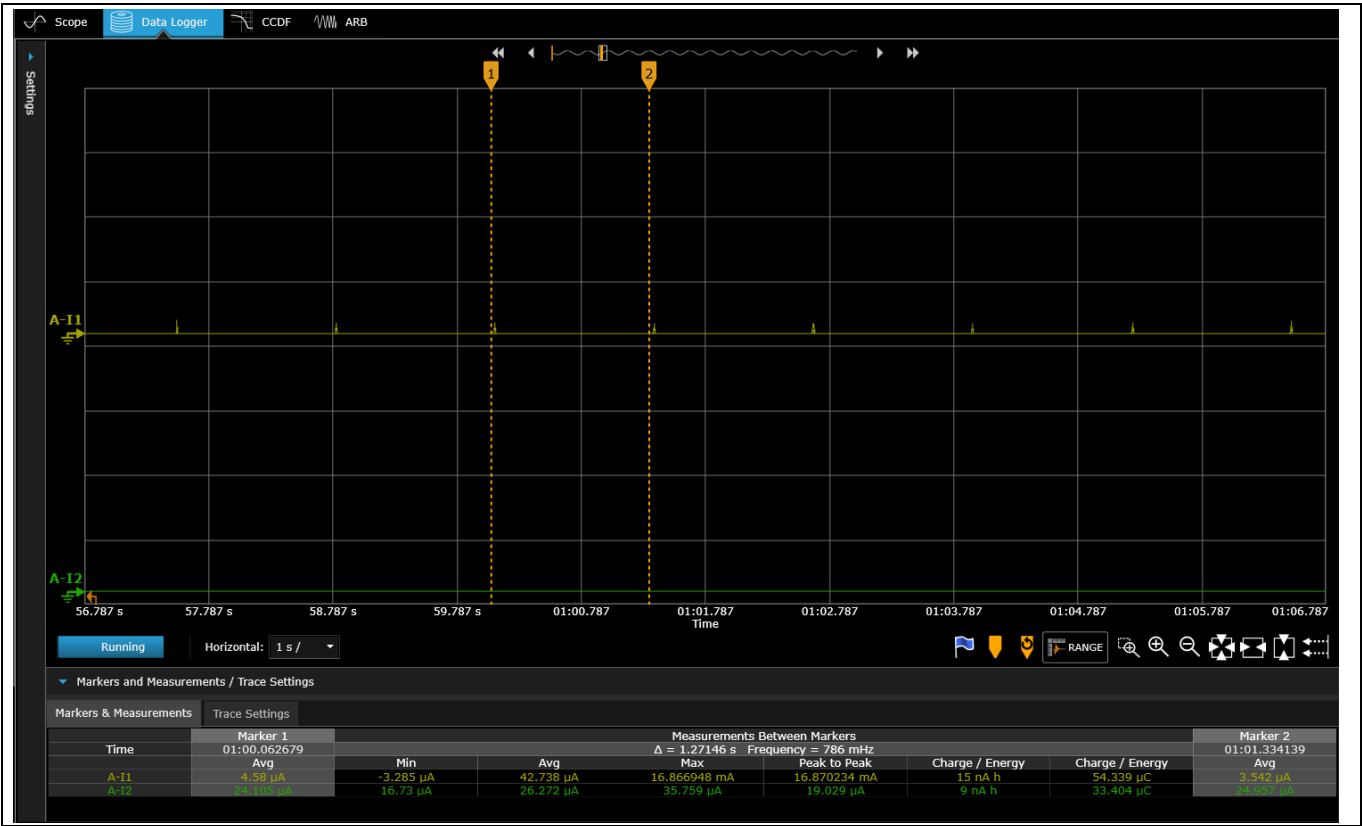 Scope Data Logger CCDF ARB
Settings
1 2
A-I1
A-I2
56.787 s 57.787 s 58.787 s 59.787 s 01:00.787 01:01.787 01:02.787 01:03.787 01:04.787 01:05.787 01:06.787
Time
Running Horizontal: 1 s / RANGE
Markers and Measurements / Trace Settings
Markers & Measurements Trace Settings
Marker 1 Measurements Between Markers Marker 2
Time 01:00.062679 Δ = 1.27146 s Frequency = 786 mHz 01:01.334139
Avg Min Avg Max Peak to Peak Charge / Energy Charge / Energy Avg
A-I1 4.58 µA -3.285 µA 42.738 µA 16.866948 mA 16.870234 mA 15 nA h 54.339 µC 3.542 µA
A-I2 24.105 µA 16.73 µA 26.272 µA 35.759 µA 19.029 µA 9 nA h 33.404 µC 24.957 µA